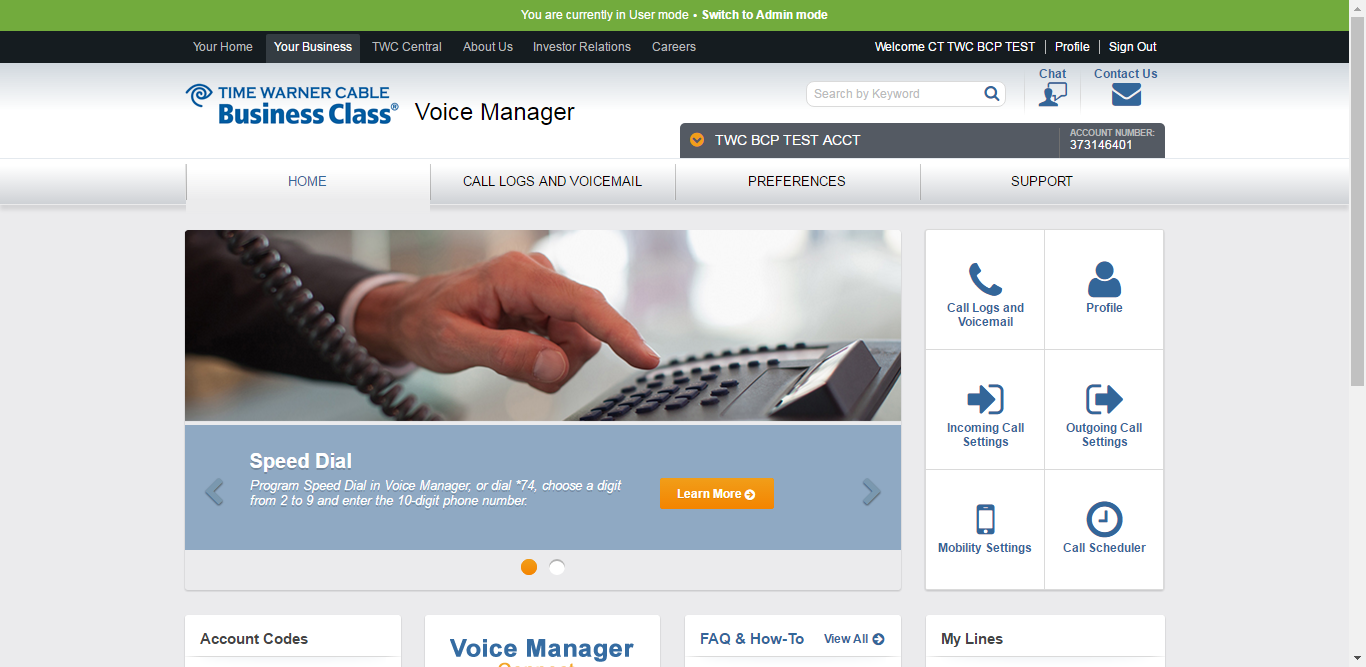 You are currently in User mode • Switch to Admin mode
Your Home Your Business TWC Central About Us Investor Relations Careers Welcome CT TWC BCP TEST Profile Sign Out
TIME WARNER CABLE
Business Class® Voice Manager
Search by Keyword
Chat
Contact Us
TWC BCP TEST ACCT
ACCOUNT NUMBER:
373146401
HOME CALL LOGS AND VOICEMAIL PREFERENCES SUPPORT
Speed Dial
Program Speed Dial in Voice Manager, or dial *74, choose a digit
from 2 to 9 and enter the 10-digit phone number.
Learn More
Call Logs and
Voicemail
Profile
Incoming Call
Settings
Outgoing Call
Settings
Mobility Settings
Call Scheduler
Account Codes
Voice Manager
Connect
FAQ & How-To View All
My Lines